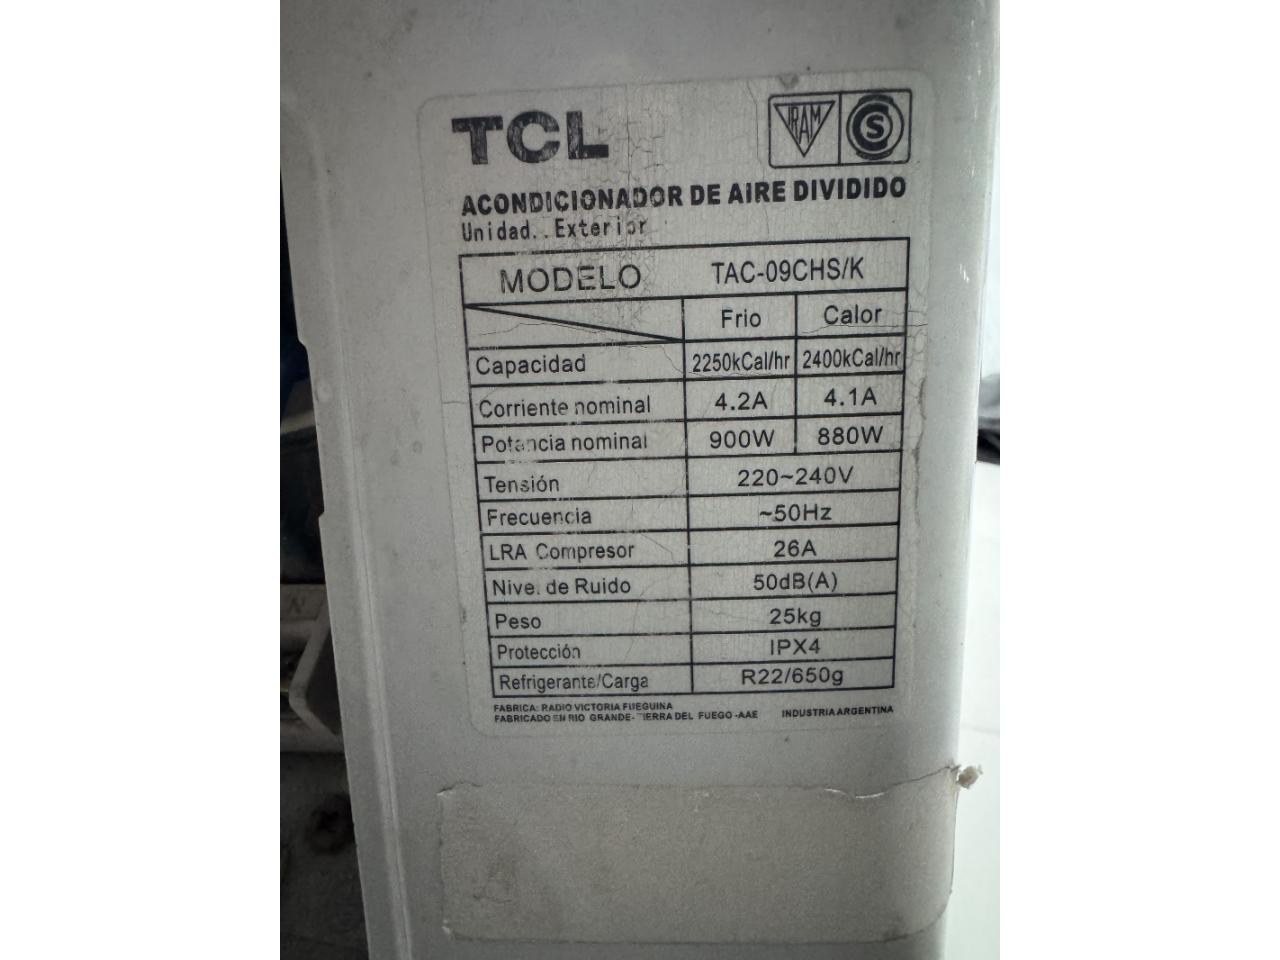 TCL
IRAM
S
ACONDICIONADOR DE AIRE DIVIDIDO
Unidad..Exterior
MODELO TAC-09CHS/K
Frio Calor
Capacidad 2250kCal/hr 2400kCal/hr
Corriente nominal 4.2A 4.1A
Potancia nominal 900W 880W
Tensión 220~240V
Frecuencia ~50Hz
LRA Compresor 26A
Nivel de Ruido 50dB(A)
Peso 25kg
Protección IPX4
Refrigerante/Carga R22/650g
FABRICA: RADIO VICTORIA FUEGUINA
FABRICADO EN RIO GRANDE-TIERRA DEL FUEGO -AAE INDUSTRIA ARGENTINA